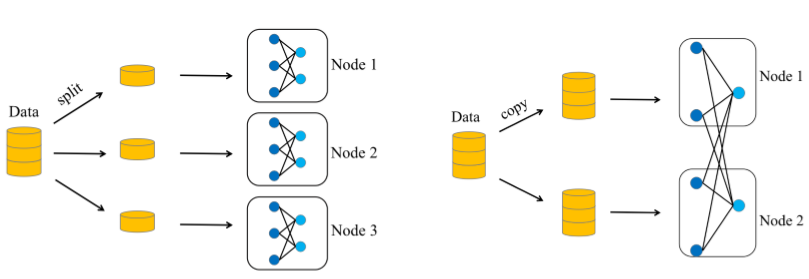 Data
split
Node 1
Node 2
Node 3
Data
copy
Node 1
Node 2